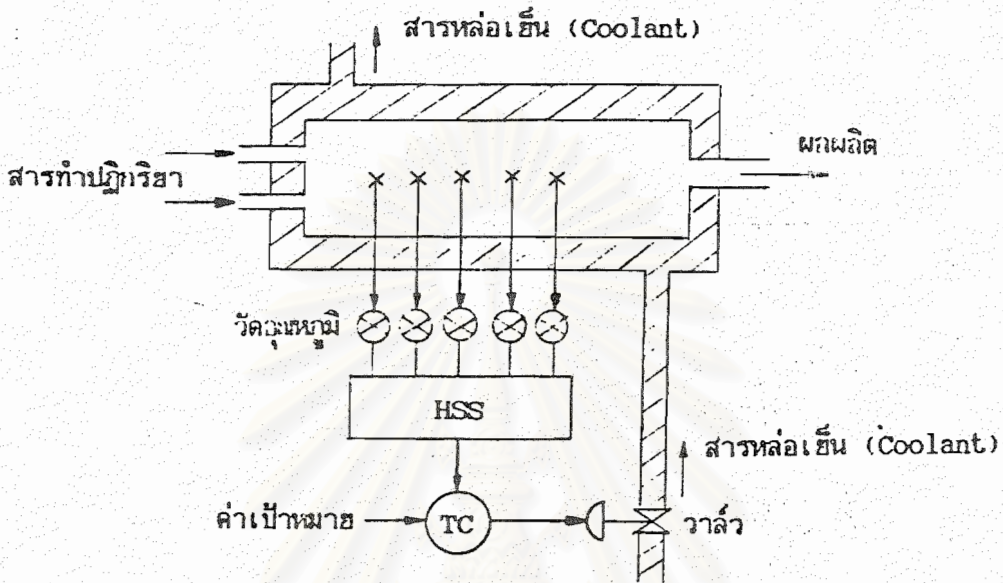 สารหล่อเย็น (Coolant)
ผลผลิต
สารทำปฏิกริยา
วัดอุณหภูมิ
HSS
สารหล่อเย็น (Coolant)
ค่าเป้าหมาย
TC
วาล์ว